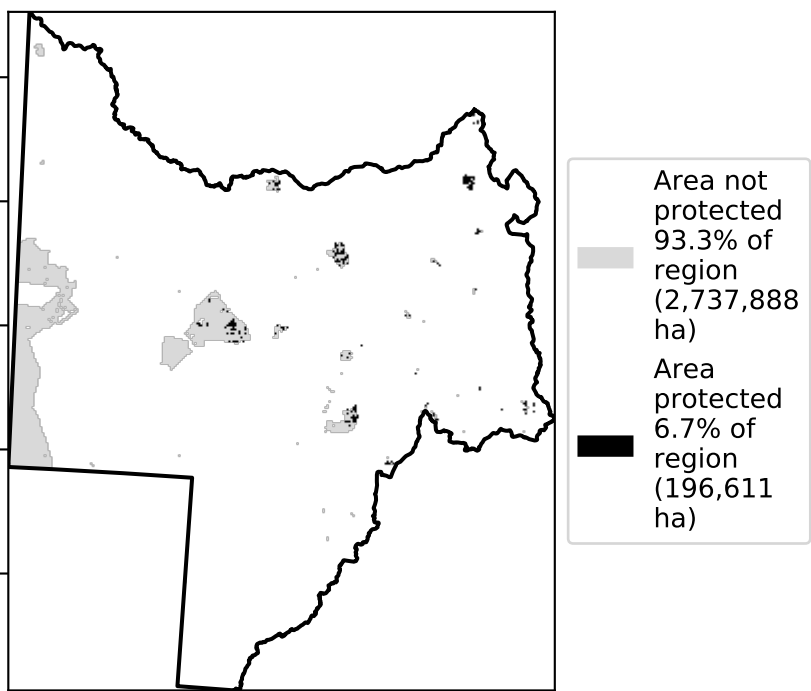 Area not
protected
93.3% of
region
(2,737,888
ha)
Area
protected
6.7% of
region
(196,611
ha)